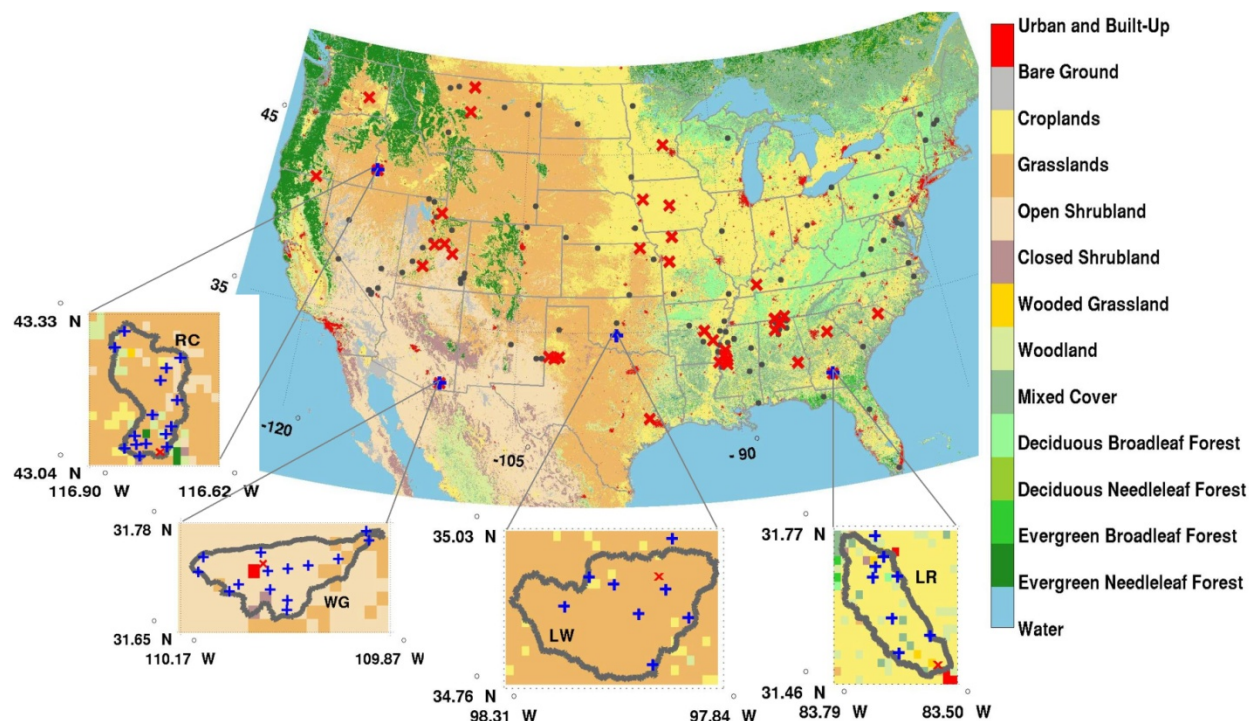 Urban and Built-Up
Bare Ground
Croplands
Grasslands
Open Shrubland
Closed Shrubland
Wooded Grassland
Woodland
Mixed Cover
Deciduous Broadleaf Forest
Deciduous Needleleaf Forest
Evergreen Broadleaf Forest
Evergreen Needleleaf Forest
Water
45
35
-120
-105
-90
43.33 °N
RC
43.04 °N
116.90 °W
116.62 °W
31.78 °N
WG
31.65 °N
110.17 °W
109.87 °W
35.03 °N
LW
34.76 °N
98.31 °W
97.84 °W
31.77 °N
LR
31.46 °N
83.79 °W
83.50 °W